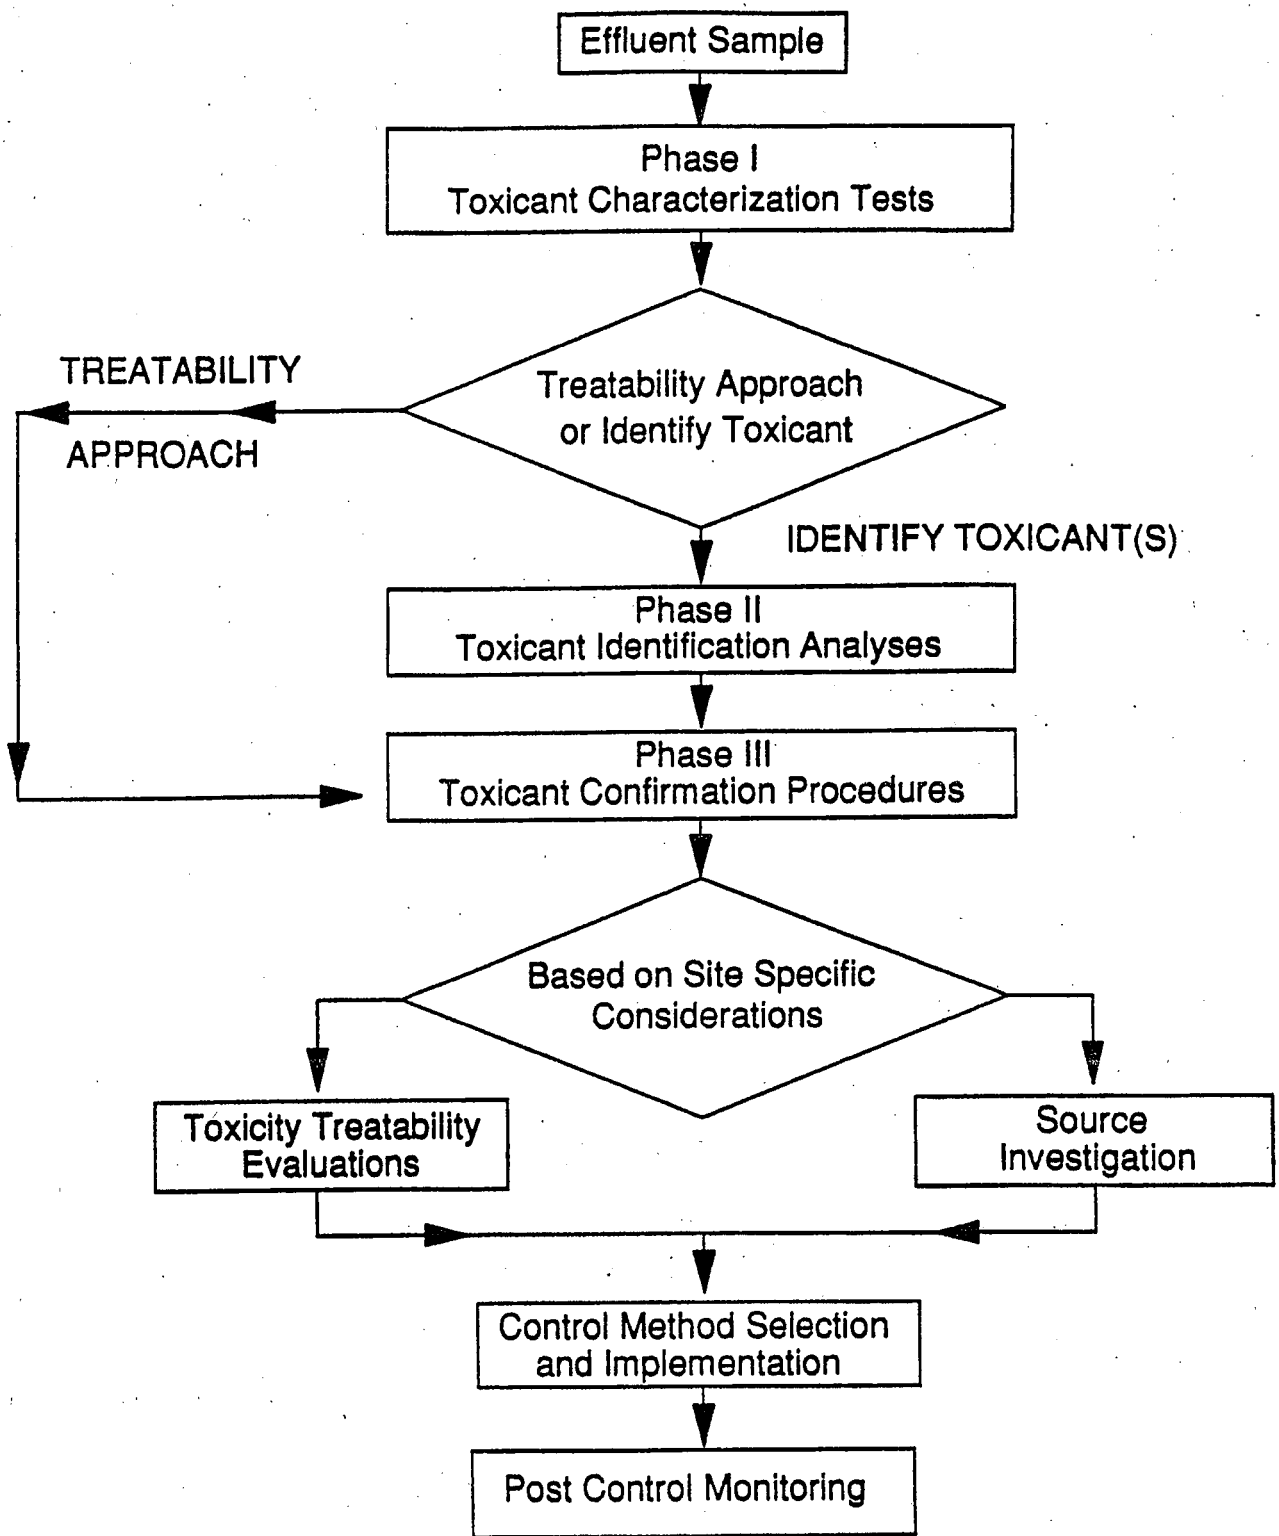 Effluent Sample
Phase I
Toxicant Characterization Tests
TREATABILITY
APPROACH
Treatability Approach
or Identify Toxicant
IDENTIFY TOXICANT(S)
Phase II
Toxicant Identification Analyses
Phase III
Toxicant Confirmation Procedures
Based on Site Specific
Considerations
Toxicity Treatability
Evaluations
Source
Investigation
Control Method Selection
and Implementation
Post Control Monitoring